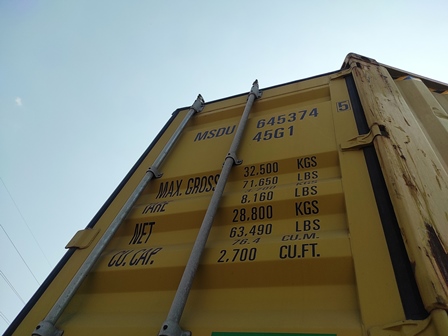 MSDU 645374 5
45G1
MAX. GROSS 32.500 KGS
71.650 LBS
TARE
8.160 LBS
NET 28.800 KGS
63,490 LBS
CU. CAP. 76.4 CU.M.
2,700 CU.FT.